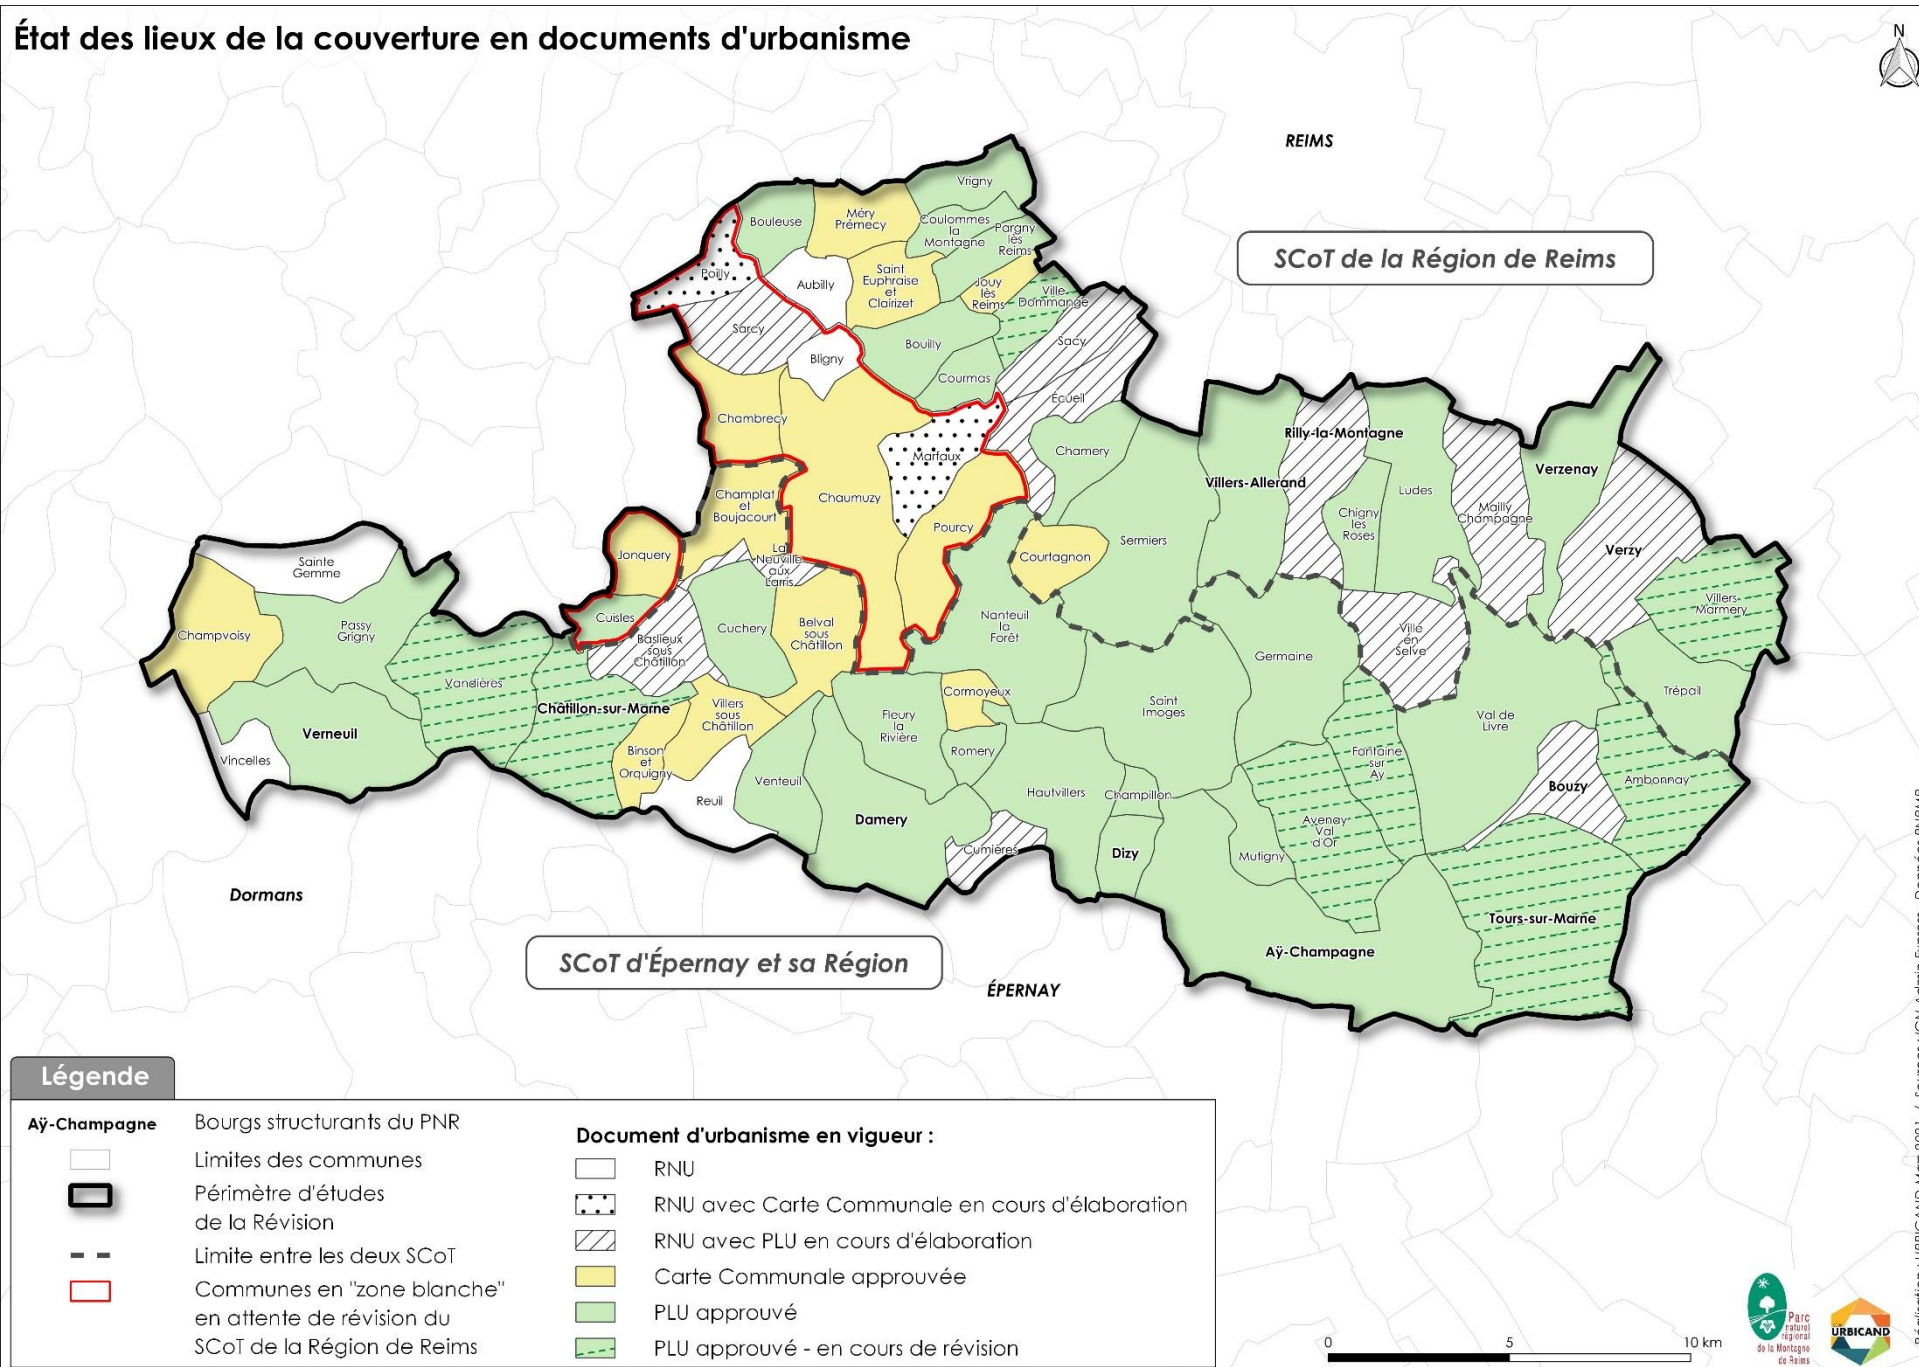 État des lieux de la couverture en documents d'urbanisme
N
REIMS
SCoT de la Région de Reims
Vrigny
Bouleuse
Méry
Prémecy
Coulommes
la
Montagne
Pargny
lès
Reims
Poilly
Aubilly
Saint
Euphraise
et
Clairizet
Jouy
lès
Reims
Ville
Dommange
Sarcy
Bligny
Bouilly
Sacy
Courmas
Écueil
Chambrecy
Marfaux
Chamery
Rilly-la-Montagne
Villers-Allerand
Verzenay
Champlat
et
Boujacourt
Chaumuzy
Pourcy
Sermiers
Chigny
les
Roses
Ludes
Mailly
Champagne
Verzy
Sainte
Gemme
Jonquery
La
Neuville
aux
Larris
Courtagnon
Champvoisy
Passy
Grigny
Cuisles
Baslieux
sous
Châtillon
Cuchery
Belval
sous
Châtillon
Nanteuil
la
Forêt
Germaine
Ville
en
Selve
Villers-
Marmery
Vandières
Châtillon-sur-Marne
Villers
sous
Châtillon
Cormoyeux
Saint
Imoges
Val de
Livre
Trépail
Verneuil
Vincelles
Binson
et
Orquigny
Fleury
la
Rivière
Romery
Fontaine
sur
Ay
Reuil
Venteuil
Hautvillers
Champillon
Bouzy
Ambonnay
Damery
Cumières
Dizy
Mutigny
Avenay
Val
d'Or
Tours-sur-Marne
Aÿ-Champagne
Dormans
SCoT d'Épernay et sa Région
ÉPERNAY
Légende
Aÿ-Champagne
Bourgs structurants du PNR
Limites des communes
Périmètre d'études
de la Révision
Limite entre les deux SCoT
Communes en "zone blanche"
en attente de révision du
SCoT de la Région de Reims
Document d'urbanisme en vigueur :
RNU
RNU avec Carte Communale en cours d'élaboration
RNU avec PLU en cours d'élaboration
Carte Communale approuvée
PLU approuvé
PLU approuvé - en cours de révision
0 5 10 km
Parc
naturel
régional
de la Montagne
de Reims
URBICAND
Réalisation : URBICAND Mars 2021 / Sources : IGN Admin Express, Données PNRMR